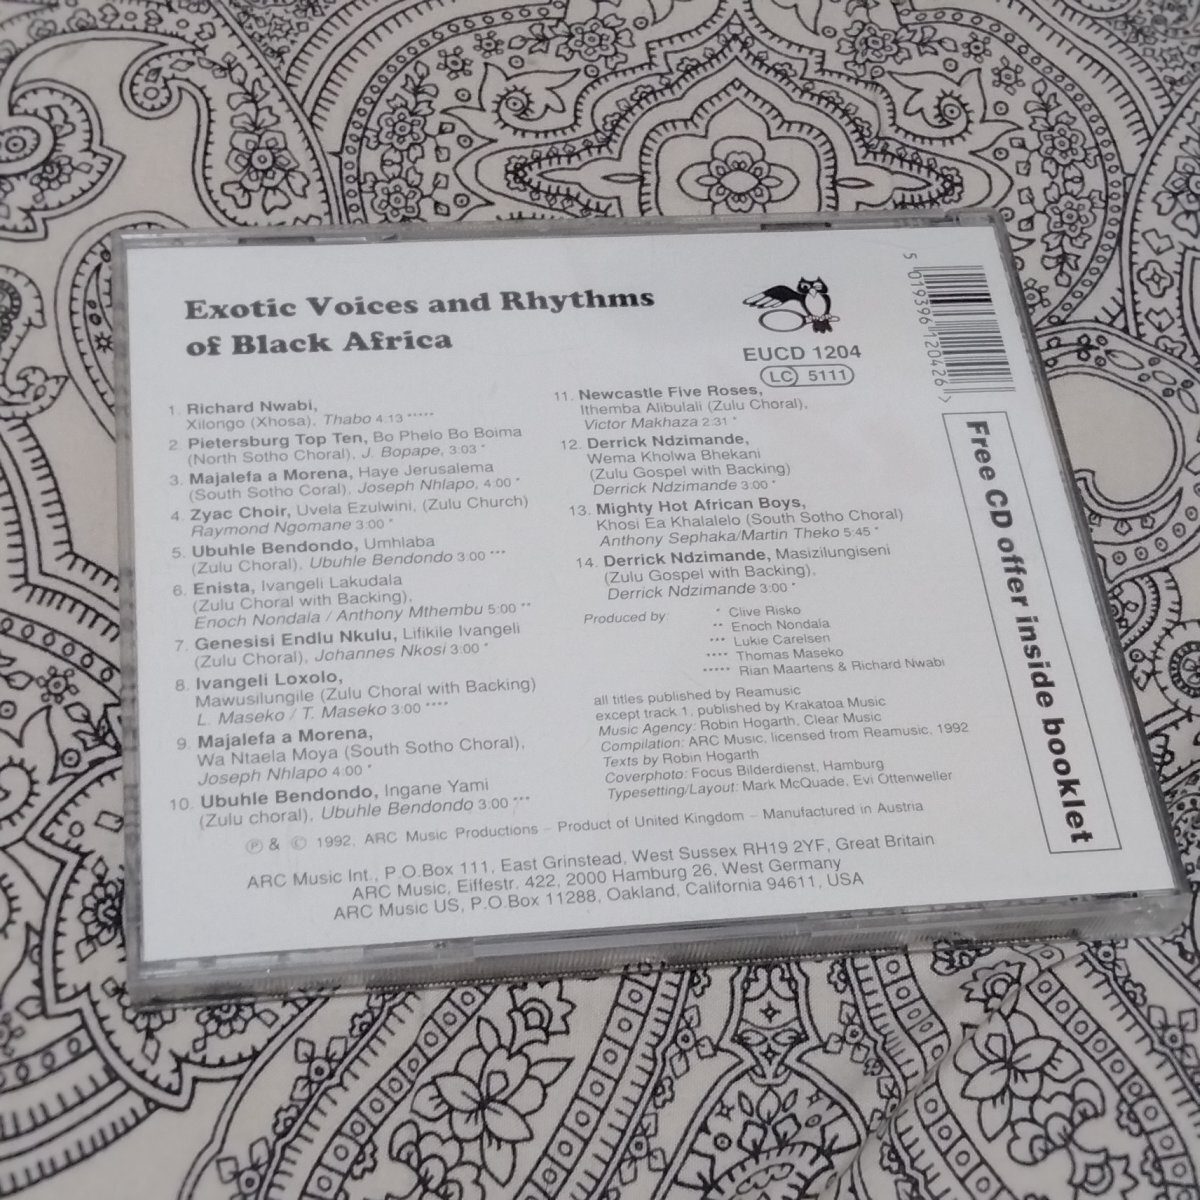 Exotic Voices and Rhythms
of Black Africa
EUCD 1204
LC 5111
5 019396 120426 >
Free CD offer inside booklet
1. Richard Nwabi,
Xilongo (Xhosa), Thabo 4.13 *****
2. Pietersburg Top Ten, Bo Phelo Bo Boima
(North Sotho Choral), J. Bopape, 3:03 *
3. Majalefa a Morena, Haye Jerusalema
(South Sotho Coral), Joseph Nhlapo, 4:00 *
4. Zyac Choir, Uvela Ezulwini, (Zulu Church)
Raymond Ngomane 3:00 *
5. Ubuhle Bendondo, Umhlaba
(Zulu Choral), Ubuhle Bendondo 3:00 ***
6. Enista, Ivangeli Lakudala
(Zulu Choral with Backing),
Enoch Nondala / Anthony Mthembu 5:00 **
7. Genesisi Endlu Nkulu, Lifikile Ivangeli
(Zulu Choral), Johannes Nkosi 3:00 *
8. Ivangeli Loxolo,
Mawusilungile (Zulu Choral with Backing)
L. Maseko / T. Maseko 3:00 ****
9. Majalefa a Morena,
Wa Ntaela Moya (South Sotho Choral),
Joseph Nhlapo 4:00 *
10. Ubuhle Bendondo, Ingane Yami
(Zulu choral), Ubuhle Bendondo 3:00 ***
11. Newcastle Five Roses,
Ithemba Alibulali (Zulu Choral),
Victor Makhaza 2:31 *
12. Derrick Ndzimande,
Wema Kholwa Bhekani
(Zulu Gospel with Backing)
Derrick Ndzimande 3:00 *
13. Mighty Hot African Boys,
Khosi Ea Khalalelo (South Sotho Choral)
Anthony Sephaka/Martin Theko 5:45 *
14. Derrick Ndzimande, Masizilungiseni
(Zulu Gospel with Backing),
Derrick Ndzimande 3:00 *
Produced by: * Clive Risko
** Enoch Nondala
*** Lukie Carelsen
**** Thomas Maseko
***** Rian Maartens & Richard Nwabi
all titles published by Reamusic
except track 1, published by Krakatoa Music
Music Agency: Robin Hogarth, Clear Music
Compilation: ARC Music, licensed from Reamusic, 1992
Texts by Robin Hogarth
Coverphoto: Focus Bilderdienst, Hamburg
Typesetting/Layout: Mark McQuade, Evi Ottenweller
℗ & © 1992, ARC Music Productions – Product of United Kingdom – Manufactured in Austria
ARC Music Int., P.O.Box 111, East Grinstead, West Sussex RH19 2YF, Great Britain
ARC Music, Eiffestr. 422, 2000 Hamburg 26, West Germany
ARC Music US, P.O.Box 11288, Oakland, California 94611, USA